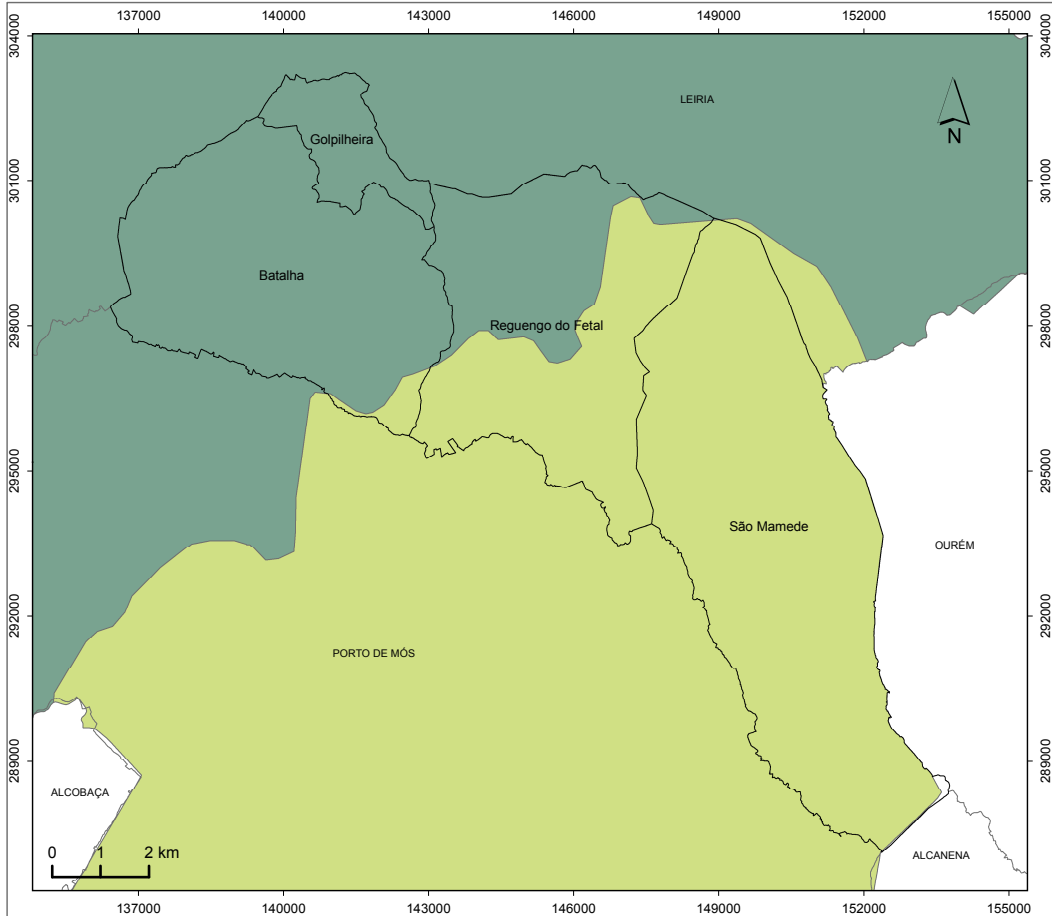 137000 140000 143000 146000 149000 152000 155000
304000 304000
LEIRIA
Golpilheira
N
301000 301000
Batalha
298000 Reguengo do Fetal 298000
295000 295000
São Mamede
OURÉM
292000 292000
PORTO DE MÓS
289000 289000
ALCOBAÇA
0 1 2 km
ALCANENA
137000 140000 143000 146000 149000 152000 155000